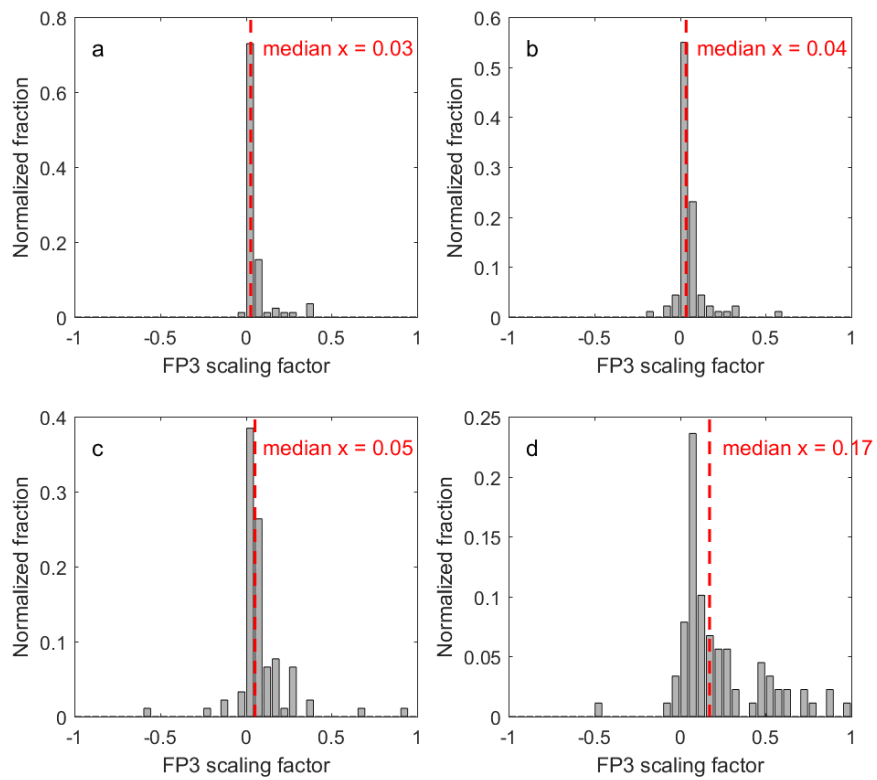 0.8
a
median x = 0.03
0.6
0.4
0.2
0
Normalized fraction
-1 -0.5 0 0.5 1
FP3 scaling factor
0.6
b
median x = 0.04
0.5
0.4
0.3
0.2
0.1
0
Normalized fraction
-1 -0.5 0 0.5 1
FP3 scaling factor
0.4
c
median x = 0.05
0.3
0.2
0.1
0
Normalized fraction
-1 -0.5 0 0.5 1
FP3 scaling factor
0.25
d
median x = 0.17
0.2
0.15
0.1
0.05
0
Normalized fraction
-1 -0.5 0 0.5 1
FP3 scaling factor